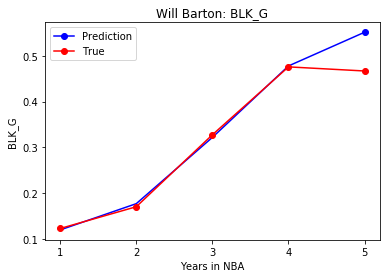 Will Barton: BLK_G
Prediction
True
BLK_G
0.5
0.4
0.3
0.2
0.1
1 2 3 4 5
Years in NBA